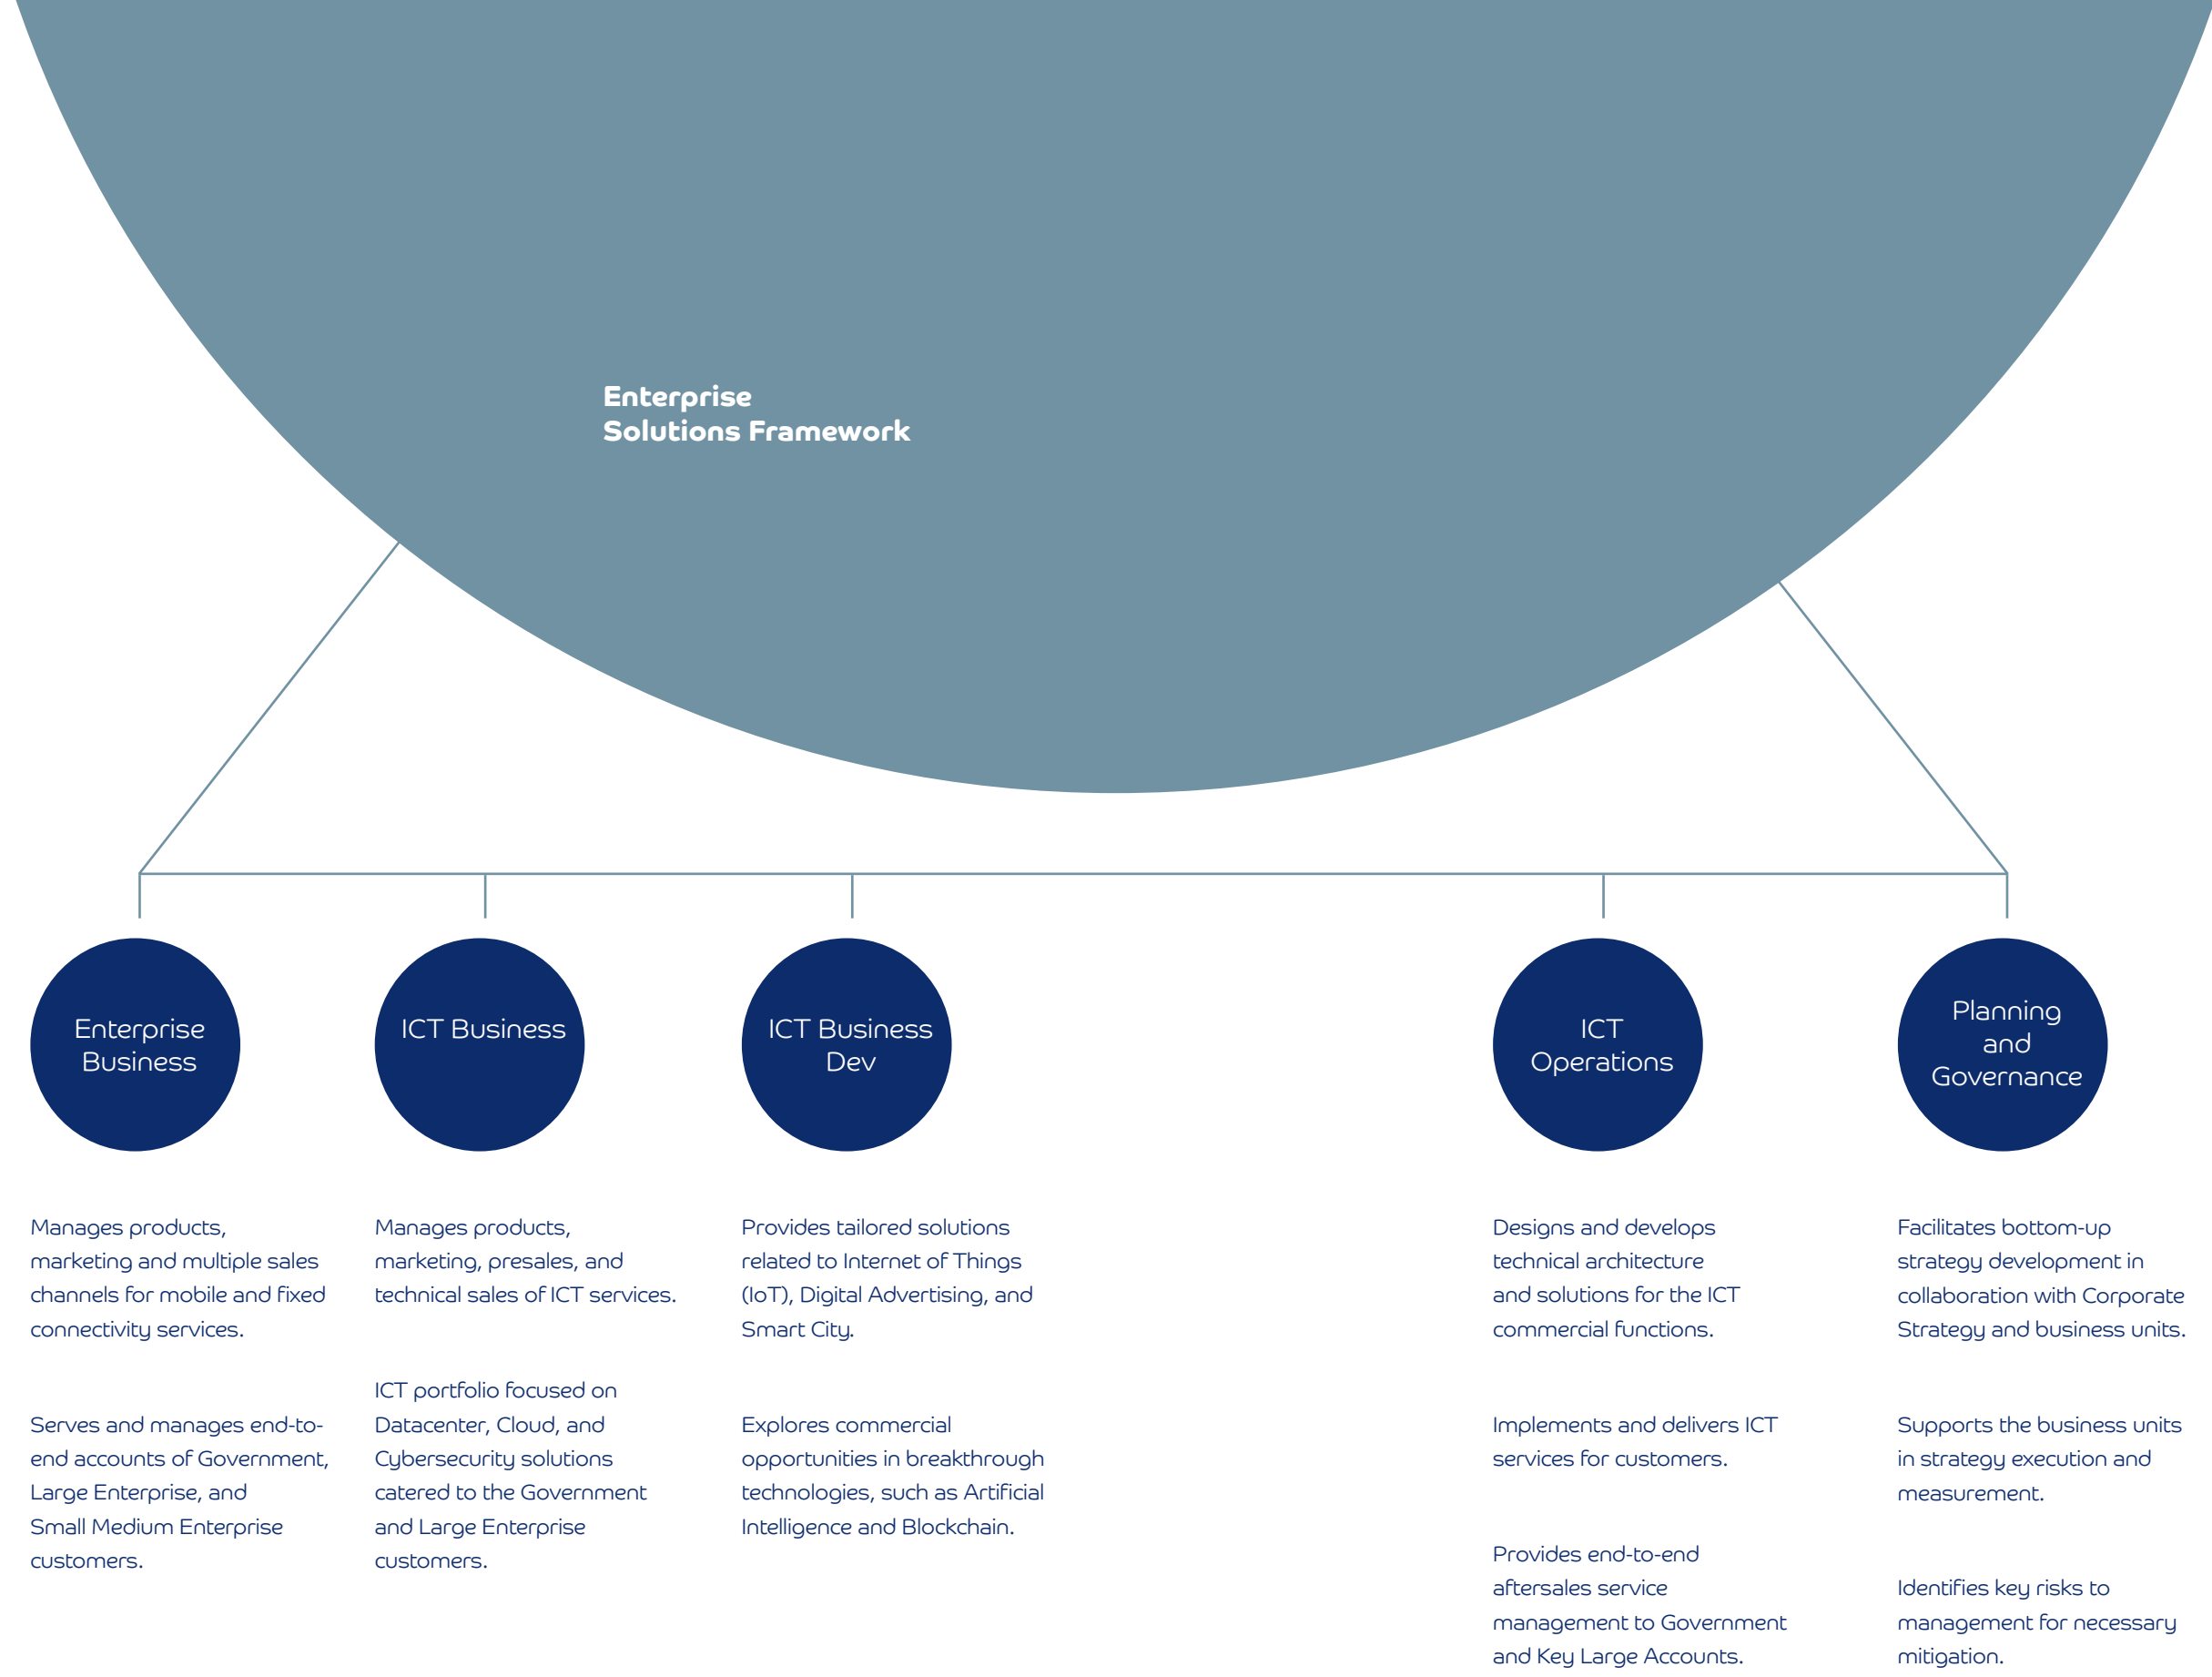 Enterprise
Solutions Framework
Enterprise
Business
ICT Business
ICT Business
Dev
ICT
Operations
Planning
and
Governance
Manages products,
marketing and multiple sales
channels for mobile and fixed
connectivity services.
Serves and manages end-to-
end accounts of Government,
Large Enterprise, and
Small Medium Enterprise
customers.
Manages products,
marketing, presales, and
technical sales of ICT services.
ICT portfolio focused on
Datacenter, Cloud, and
Cybersecurity solutions
catered to the Government
and Large Enterprise
customers.
Provides tailored solutions
related to Internet of Things
(IoT), Digital Advertising, and
Smart City.
Explores commercial
opportunities in breakthrough
technologies, such as Artificial
Intelligence and Blockchain.
Designs and develops
technical architecture
and solutions for the ICT
commercial functions.
Implements and delivers ICT
services for customers.
Provides end-to-end
aftersales service
management to Government
and Key Large Accounts.
Facilitates bottom-up
strategy development in
collaboration with Corporate
Strategy and business units.
Supports the business units
in strategy execution and
measurement.
Identifies key risks to
management for necessary
mitigation.